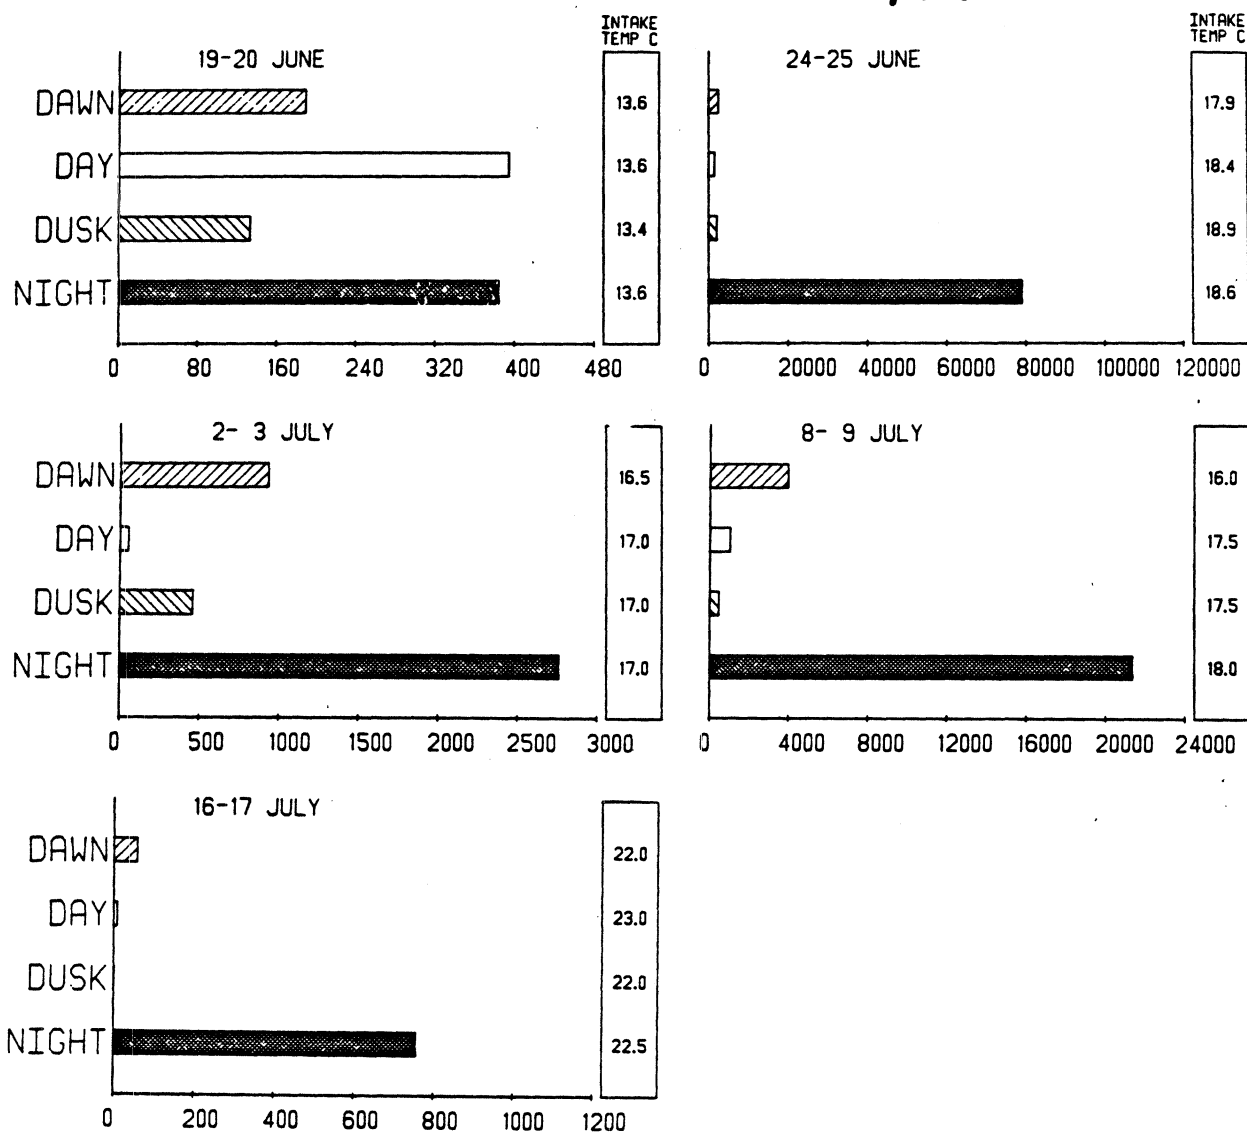 INTAKE
TEMP C
19-20 JUNE
DAWN 13.6
DAY 13.6
DUSK 13.4
NIGHT 13.6
0 80 160 240 320 400 480
INTAKE
TEMP C
24-25 JUNE
17.9
18.4
18.9
18.6
0 20000 40000 60000 80000 100000 120000
2- 3 JULY
DAWN 16.5
DAY 17.0
DUSK 17.0
NIGHT 17.0
0 500 1000 1500 2000 2500 3000
8- 9 JULY
16.0
17.5
17.5
18.0
0 4000 8000 12000 16000 20000 24000
16-17 JULY
DAWN 22.0
DAY 23.0
DUSK 22.0
NIGHT 22.5
0 200 400 600 800 1000 1200